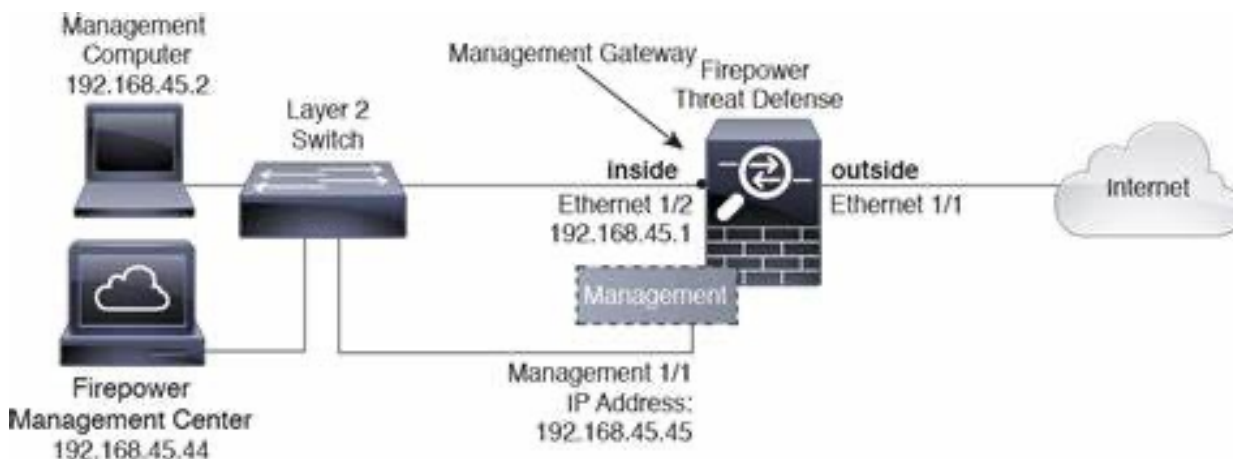 Management
Computer
192.168.45.2
Layer 2
Switch
Management Gateway
Firepower
Threat Defense
inside
Ethernet 1/2
192.168.45.1
outside
Ethernet 1/1
Internet
Management
Management 1/1
IP Address:
192.168.45.45
Firepower
Management Center
192.168.45.44